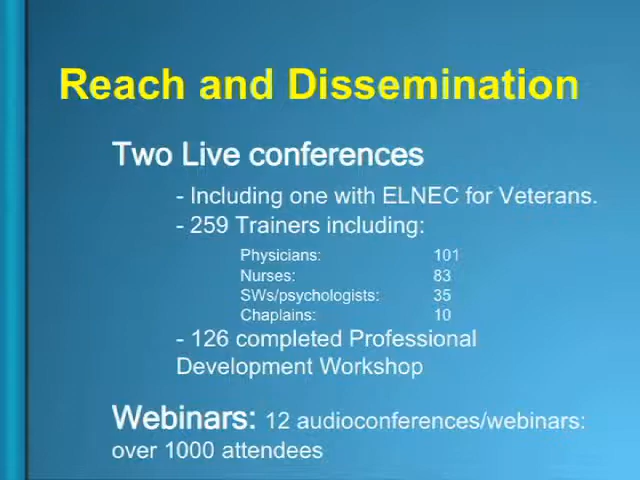 Reach and Dissemination
Two Live conferences
- Including one with ELNEC for Veterans.
- 259 Trainers including:
Physicians: 101
Nurses: 83
SWs/psychologists: 35
Chaplains: 10
- 126 completed Professional
Development Workshop
Webinars: 12 audioconferences/webinars:
over 1000 attendees